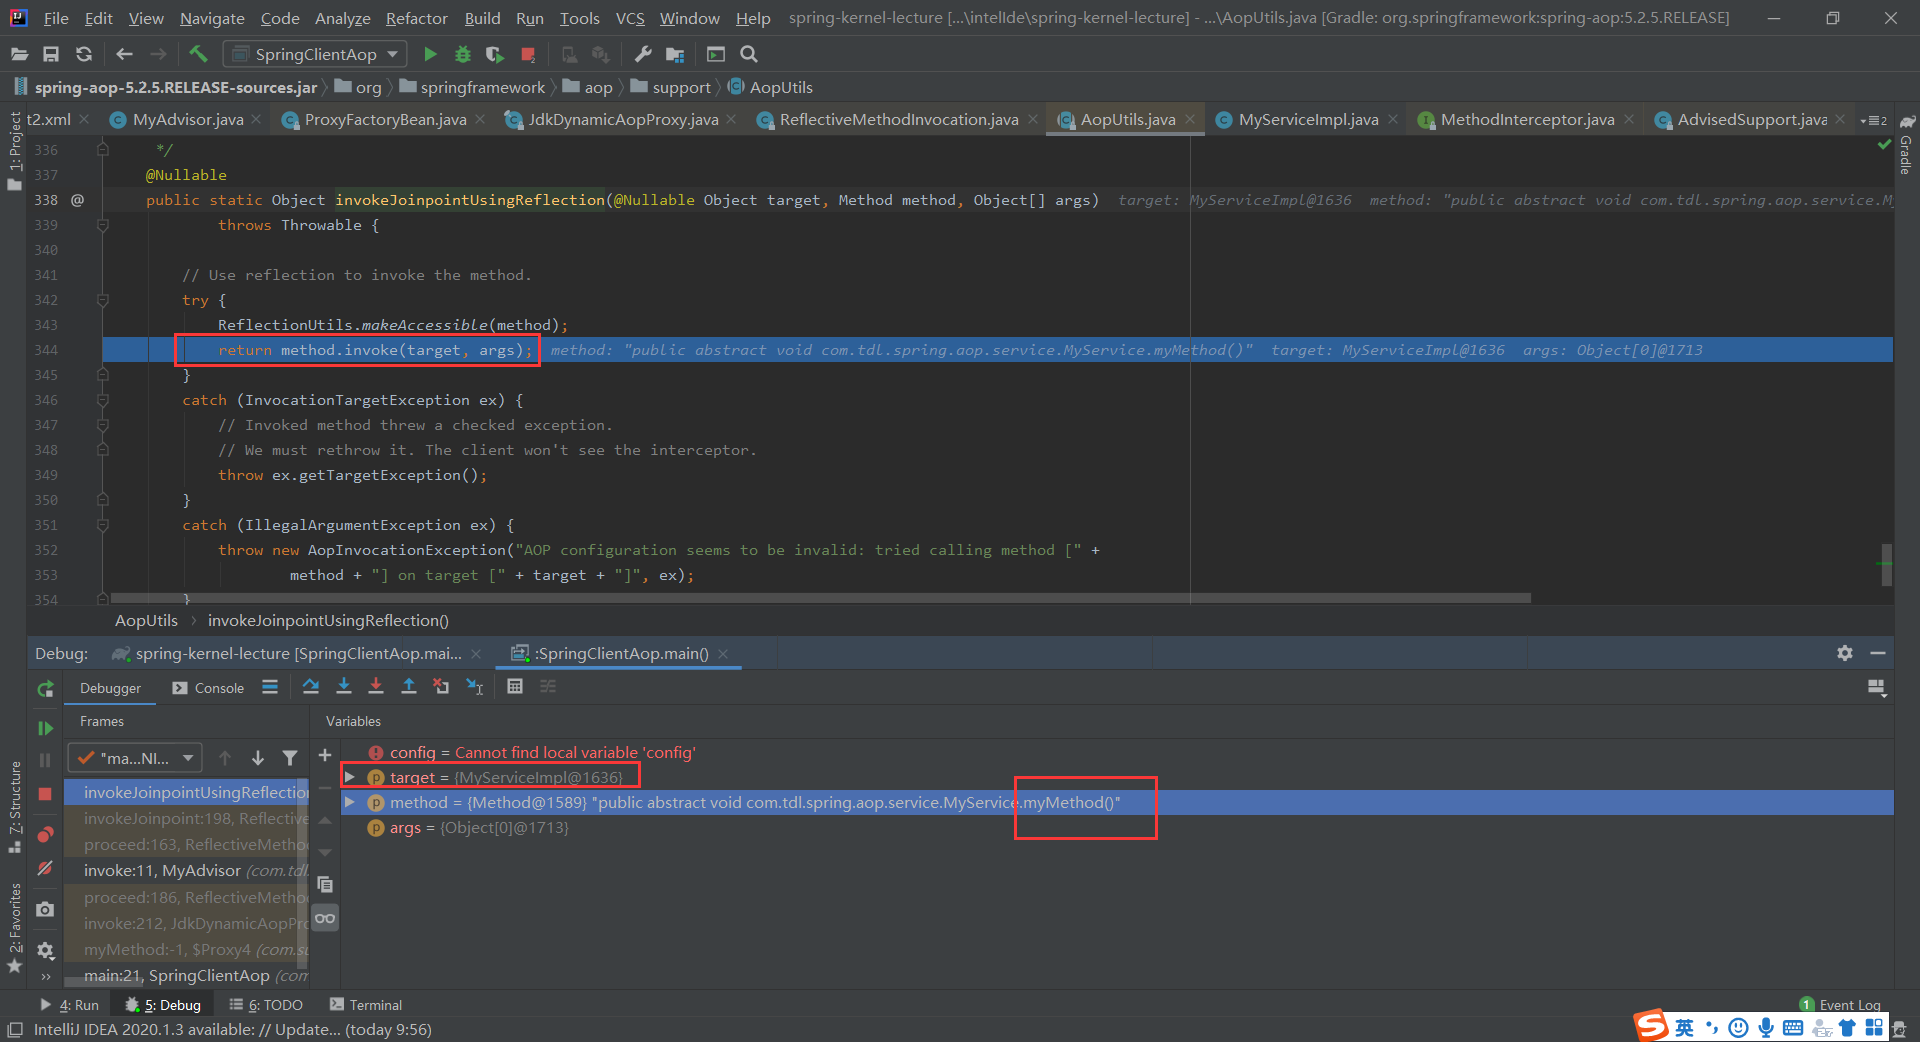 File Edit View Navigate Code Analyze Refactor Build Run Tools VCS Window Help spring-kernel-lecture [...\intelIde\spring-kernel-lecture] - ...\AopUtils.java [Gradle: org.springframework:spring-aop:5.2.5.RELEASE]
SpringClientAop
spring-aop-5.2.5.RELEASE-sources.jar org springframework aop support AopUtils
t2.xml MyAdvisor.java ProxyFactoryBean.java JdkDynamicAopProxy.java ReflectiveMethodInvocation.java AopUtils.java MyServiceImpl.java MethodInterceptor.java AdvisedSupport.java 2
1: Project
Gradle
336 */
337 @Nullable
338 @ public static Object invokeJoinpointUsingReflection(@Nullable Object target, Method method, Object[] args) target: MyServiceImpl@1636 method: "public abstract void com.tdl.spring.aop.service.My
339 throws Throwable {
340
341 // Use reflection to invoke the method.
342 try {
343 ReflectionUtils.makeAccessible(method);
344 return method.invoke(target, args); method: "public abstract void com.tdl.spring.aop.service.MyService.myMethod()" target: MyServiceImpl@1636 args: Object[0]@1713
345 }
346 catch (InvocationTargetException ex) {
347 // Invoked method threw a checked exception.
348 // We must rethrow it. The client won't see the interceptor.
349 throw ex.getTargetException();
350 }
351 catch (IllegalArgumentException ex) {
352 throw new AopInvocationException("AOP configuration seems to be invalid: tried calling method [" +
353 method + "] on target [" + target + "]", ex);
354 }
AopUtils › invokeJoinpointUsingReflection()
Debug: spring-kernel-lecture [SpringClientAop.mai... :SpringClientAop.main()
Debugger Console
Frames Variables
"ma...NI...
config = Cannot find local variable 'config'
target = {MyServiceImpl@1636}
method = {Method@1589} "public abstract void com.tdl.spring.aop.service.MyService.myMethod()"
args = {Object[0]@1713}
invokeJoinpointUsingReflection
invokeJoinpoint:198, Reflective
proceed:163, ReflectiveMetho
invoke:11, MyAdvisor (com.tdl
proceed:186, ReflectiveMetho
invoke:212, JdkDynamicAopPro
myMethod:-1, $Proxy4 (com.su
main:21, SpringClientAop (com
7: Structure
2: Favorites
4: Run 5: Debug 6: TODO Terminal 1 Event Log
IntelliJ IDEA 2020.1.3 available: // Update... (today 9:56)
S 英